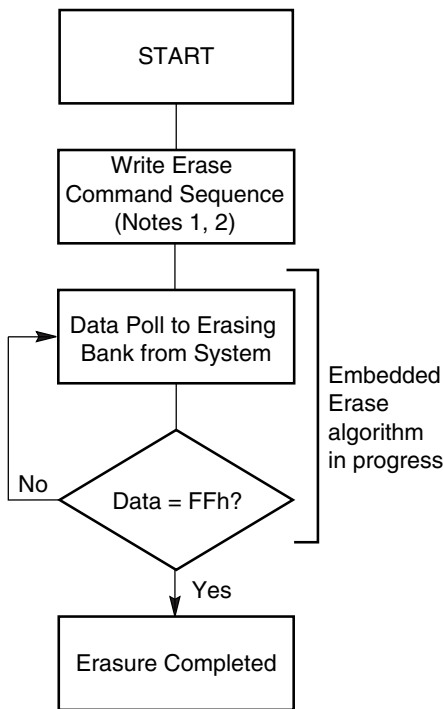 START
Write Erase
Command Sequence
(Notes 1, 2)
Data Poll to Erasing
Bank from System
Embedded
Erase
algorithm
in progress
No
Data = FFh?
Yes
Erasure Completed